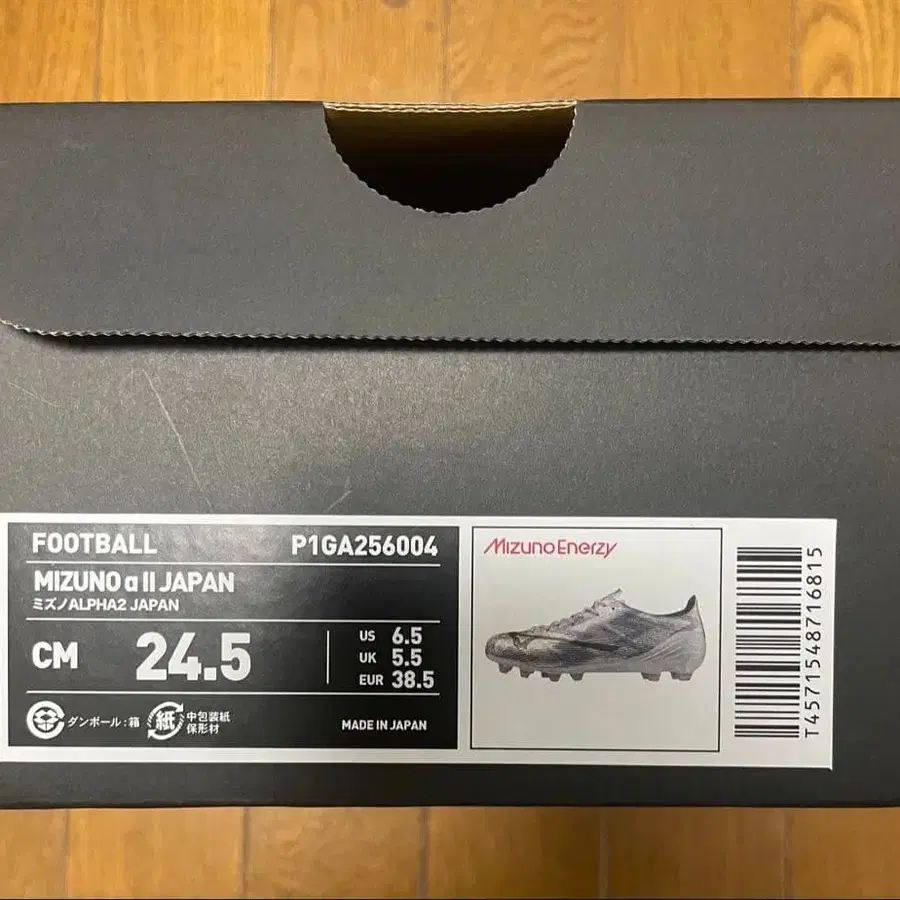 FOOTBALL P1GA256004
MIZUNO α II JAPAN
ミズノALPHA2 JAPAN
CM 24.5
US 6.5
UK 5.5
EUR 38.5
ダンボール：箱
紙 中包装紙
保形材
MADE IN JAPAN
MizunoEnerzy
T4571548716815